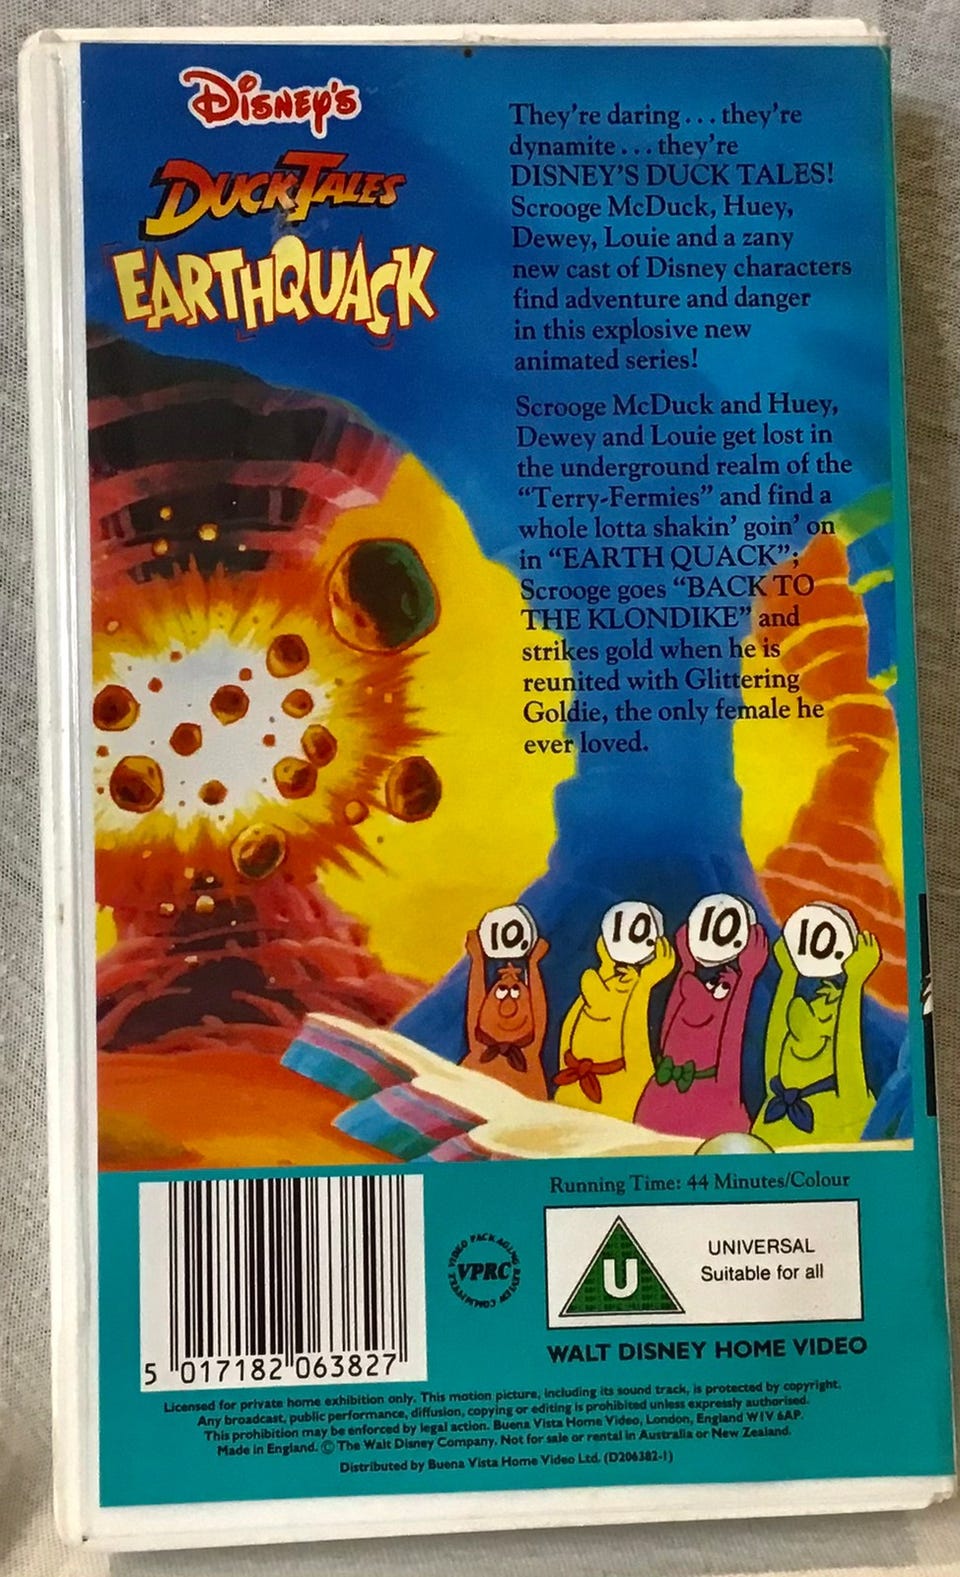 DISNEY'S
DUCKTALES
EARTHQUACK
They're daring . . . they're
dynamite . . . they're
DISNEY'S DUCK TALES!
Scrooge McDuck, Huey,
Dewey, Louie and a zany
new cast of Disney characters
find adventure and danger
in this explosive new
animated series!
Scrooge McDuck and Huey,
Dewey and Louie get lost in
the underground realm of the
“Terry-Fermies” and find a
whole lotta shakin' goin' on
in “EARTH QUACK”;
Scrooge goes “BACK TO
THE KLONDIKE” and
strikes gold when he is
reunited with Glittering
Goldie, the only female he
ever loved.
10. 10. 10. 10.
Running Time: 44 Minutes/Colour
VIDEO PACKAGING REVIEW COMMITTEE
VPRC
U
UNIVERSAL
Suitable for all
WALT DISNEY HOME VIDEO
5 017182 063827
Licensed for private home exhibition only. This motion picture, including its sound track, is protected by copyright.
Any broadcast, public performance, diffusion, copying or editing is prohibited unless expressly authorised.
This prohibition may be enforced by legal action. Buena Vista Home Video, London, England W1V 6AP.
Made in England. © The Walt Disney Company. Not for sale or rental in Australia or New Zealand.
Distributed by Buena Vista Home Video Ltd. (D206382-1)